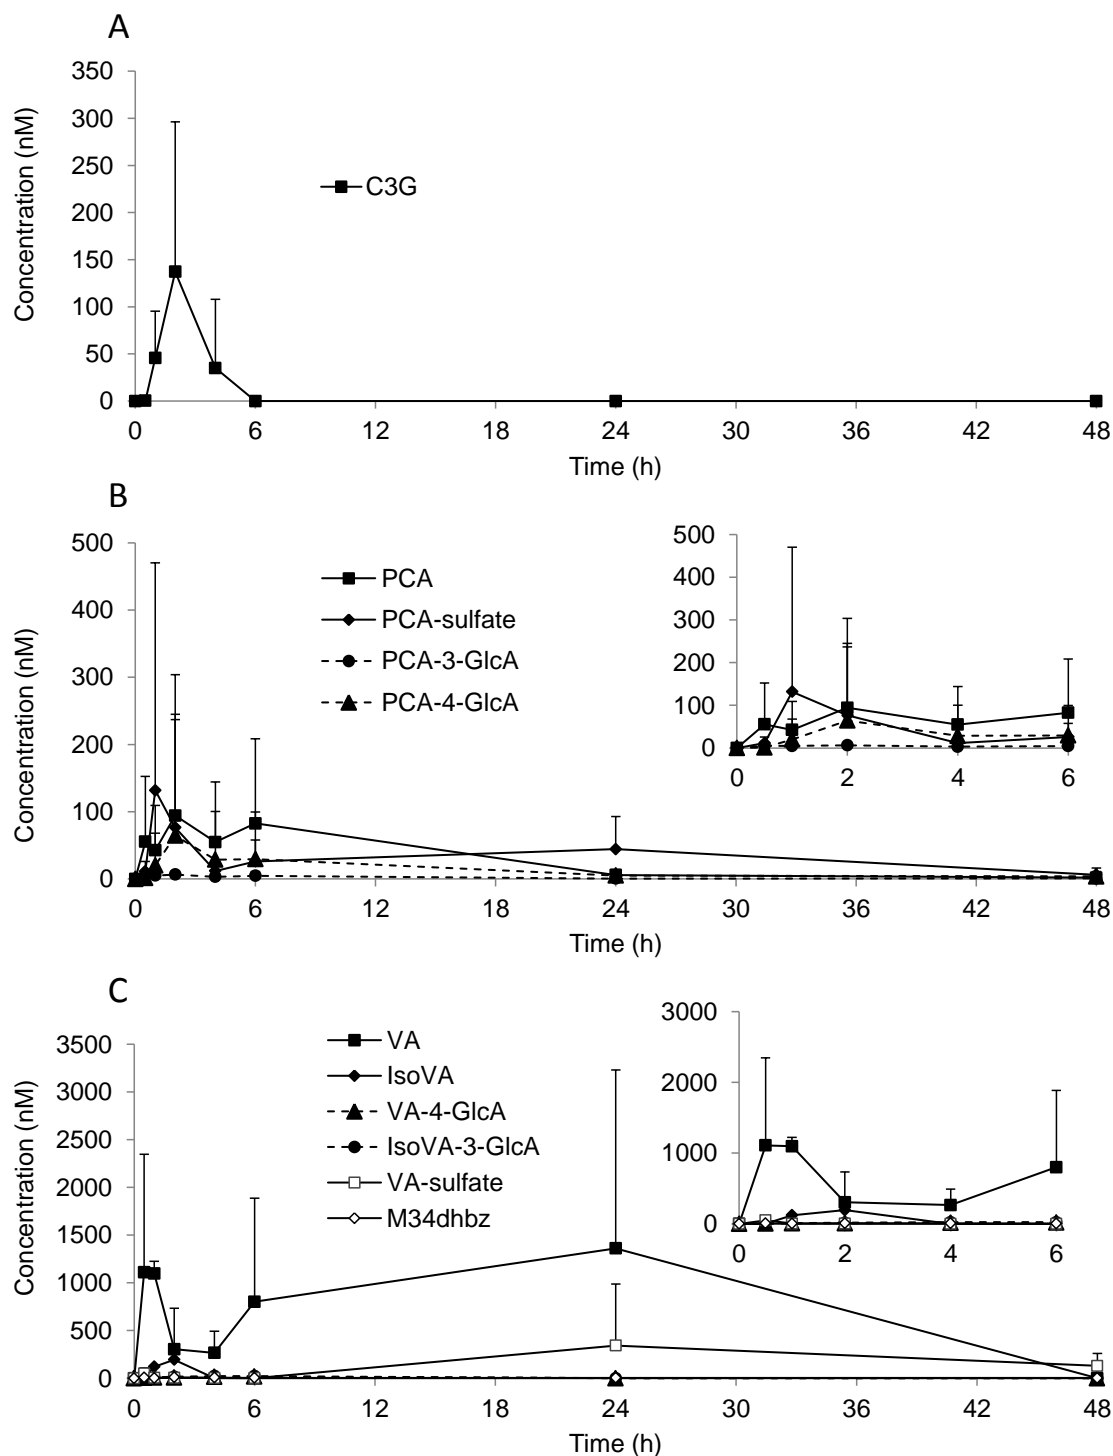 A
350
300
250
200
150
100
50
0
Concentration (nM)
C3G
0 6 12 18 24 30 36 42 48
Time (h)
B
500
400
300
200
100
0
Concentration (nM)
PCA
PCA-sulfate
PCA-3-GlcA
PCA-4-GlcA
500
400
300
200
100
0
0 2 4 6
0 6 12 18 24 30 36 42 48
Time (h)
C
3500
3000
2500
2000
1500
1000
500
0
Concentration (nM)
VA
IsoVA
VA-4-GlcA
IsoVA-3-GlcA
VA-sulfate
M34dhbz
3000
2000
1000
0
0 2 4 6
0 6 12 18 24 30 36 42 48
Time (h)